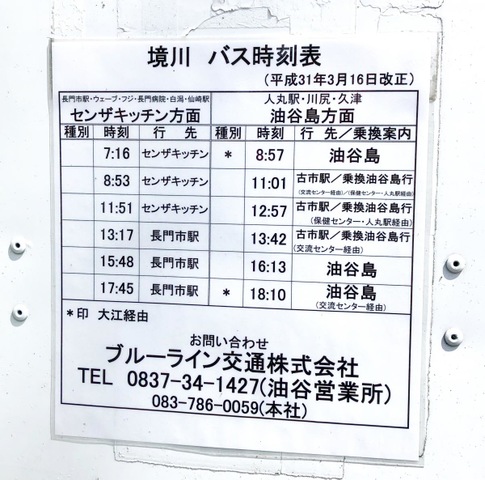 境川 バス時刻表
(平成31年3月16日改正)
長門市駅・ウェーブ・フジ・長門病院・白潟・仙崎駅 人丸駅・川尻・久津
センザキッチン方面 油谷島方面
種別 時刻 行 先 種別 時刻 行 先/乗換案内
7:16 センザキッチン * 8:57 油谷島
8:53 センザキッチン 11:01 古市駅/乗換油谷島行
(交流センター経由)/(保健センター・人丸駅経由)
11:51 センザキッチン 12:57 古市駅/乗換油谷島行
(保健センター・人丸駅経由)
13:17 長門市駅 13:42 古市駅/乗換油谷島行
(交流センター経由)
15:48 長門市駅 16:13 油谷島
17:45 長門市駅 * 18:10 油谷島
(交流センター経由)
*印 大江経由
お問い合わせ
ブルーライン交通株式会社
TEL 0837-34-1427(油谷営業所)
083-786-0059(本社)